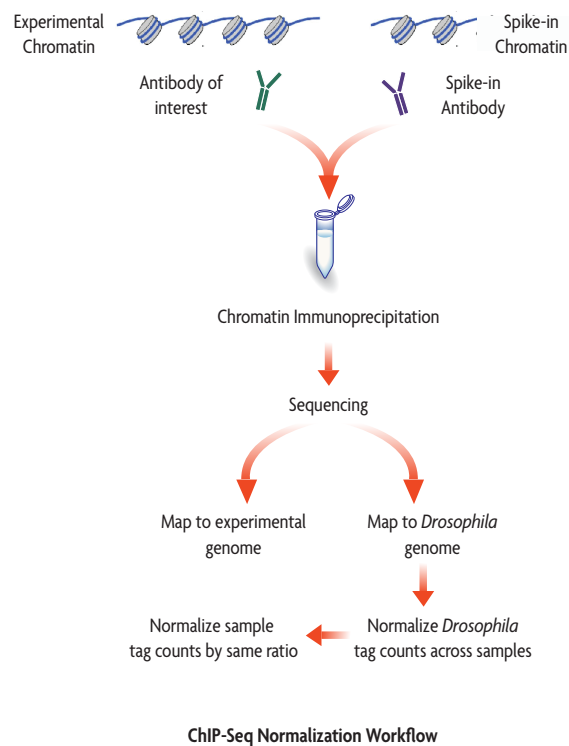 Experimental
Chromatin
Spike-in
Chromatin
Antibody of
interest
Spike-in
Antibody
Chromatin Immunoprecipitation
Sequencing
Map to experimental
genome
Map to Drosophila
genome
Normalize sample
tag counts by same ratio
Normalize Drosophila
tag counts across samples
ChIP-Seq Normalization Workflow